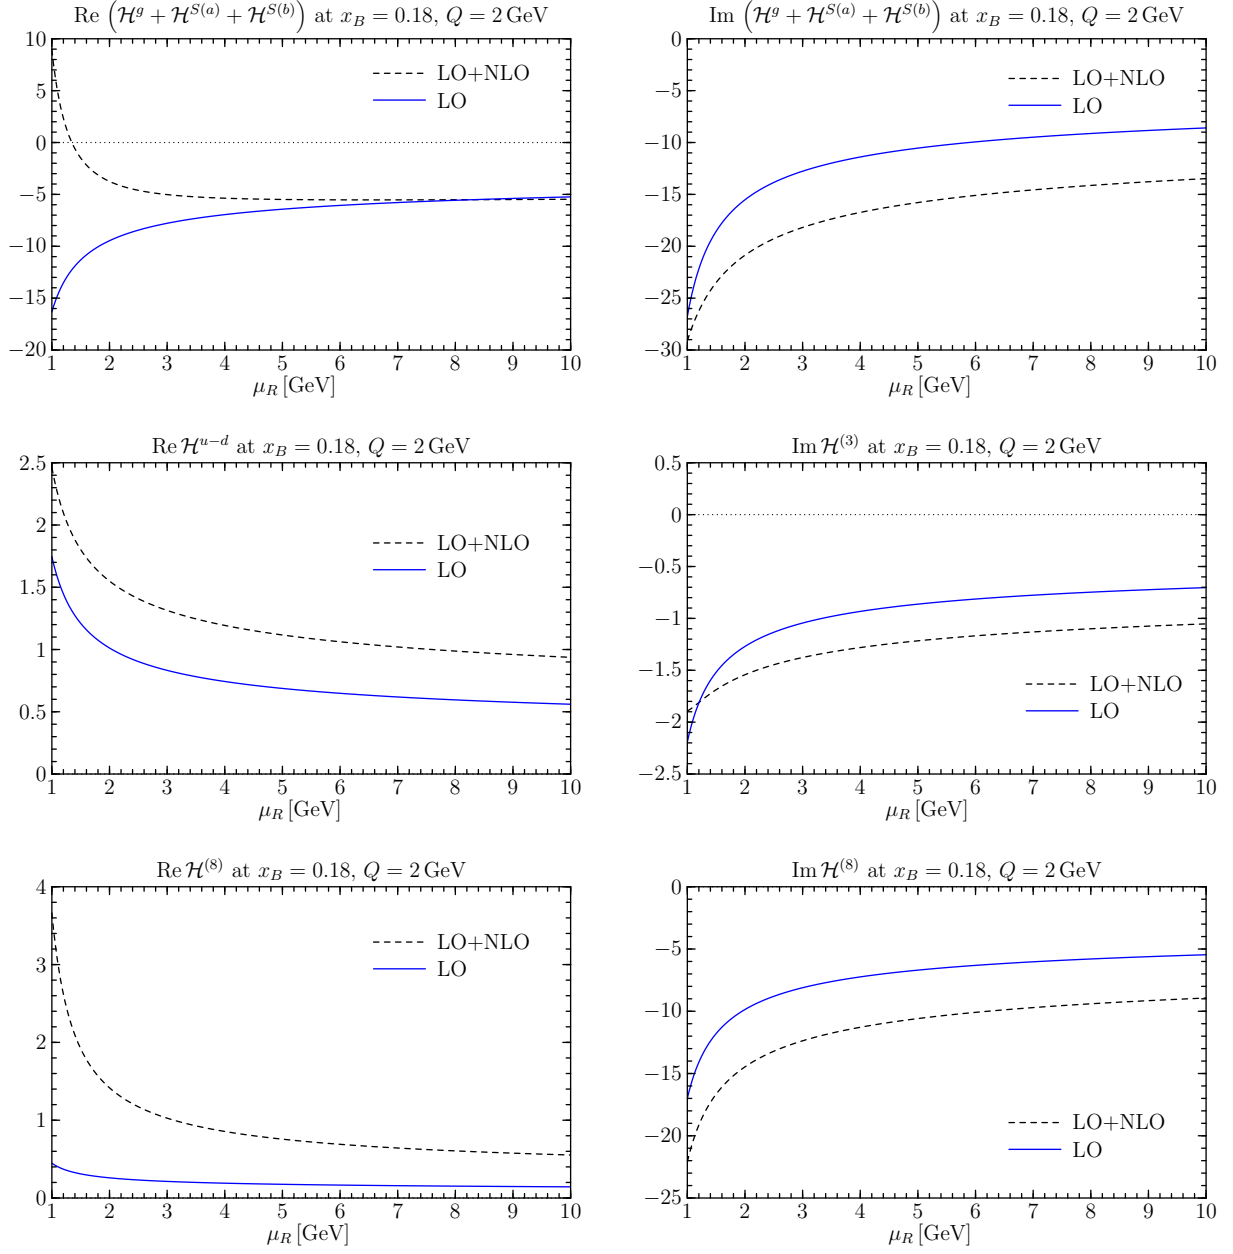 Re (ℋ^g + ℋ^{S(a)} + ℋ^{S(b)}) at x_B = 0.18, Q = 2 GeV
10
5
0
−5
−10
−15
−20
1 2 3 4 5 6 7 8 9 10
μ_R [GeV]
LO+NLO
LO
Im (ℋ^g + ℋ^{S(a)} + ℋ^{S(b)}) at x_B = 0.18, Q = 2 GeV
0
−5
−10
−15
−20
−25
−30
1 2 3 4 5 6 7 8 9 10
μ_R [GeV]
LO+NLO
LO
Re ℋ^{u−d} at x_B = 0.18, Q = 2 GeV
2.5
2
1.5
1
0.5
0
1 2 3 4 5 6 7 8 9 10
μ_R [GeV]
LO+NLO
LO
Im ℋ^{(3)} at x_B = 0.18, Q = 2 GeV
0.5
0
−0.5
−1
−1.5
−2
−2.5
1 2 3 4 5 6 7 8 9 10
μ_R [GeV]
LO+NLO
LO
Re ℋ^{(8)} at x_B = 0.18, Q = 2 GeV
4
3
2
1
0
1 2 3 4 5 6 7 8 9 10
μ_R [GeV]
LO+NLO
LO
Im ℋ^{(8)} at x_B = 0.18, Q = 2 GeV
0
−5
−10
−15
−20
−25
1 2 3 4 5 6 7 8 9 10
μ_R [GeV]
LO+NLO
LO